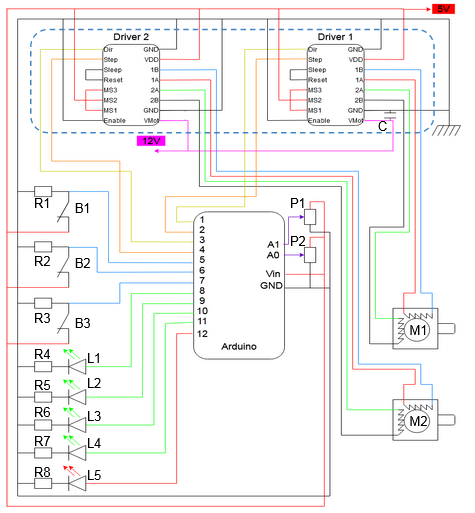 5V
Driver 2
Driver 1
Dir GND
Step VDD
Sleep 1B
Reset 1A
MS3 2A
MS2 2B
MS1 GND
Enable VMot
Dir GND
Step VDD
Sleep 1B
Reset 1A
MS3 2A
MS2 2B
MS1 GND
Enable VMot
C
12V
R1
B1
R2
B2
R3
B3
R4
L1
R5
L2
R6
L3
R7
L4
R8
L5
1
2
3
4
5
6
7
8
9
10
11
12
A1
A0
Vin
GND
Arduino
P1
P2
M1
M2